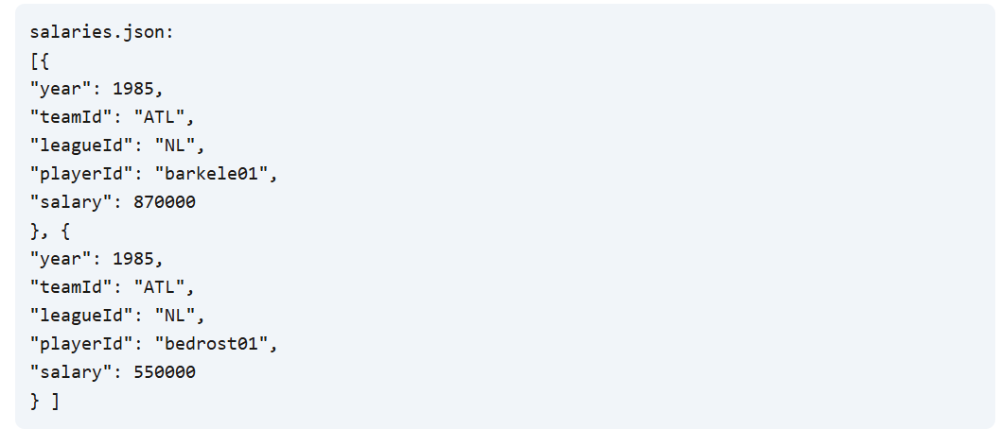 salaries.json:
[{
"year": 1985,
"teamId": "ATL",
"leagueId": "NL",
"playerId": "barkele01",
"salary": 870000
}, {
"year": 1985,
"teamId": "ATL",
"leagueId": "NL",
"playerId": "bedrost01",
"salary": 550000
} ]